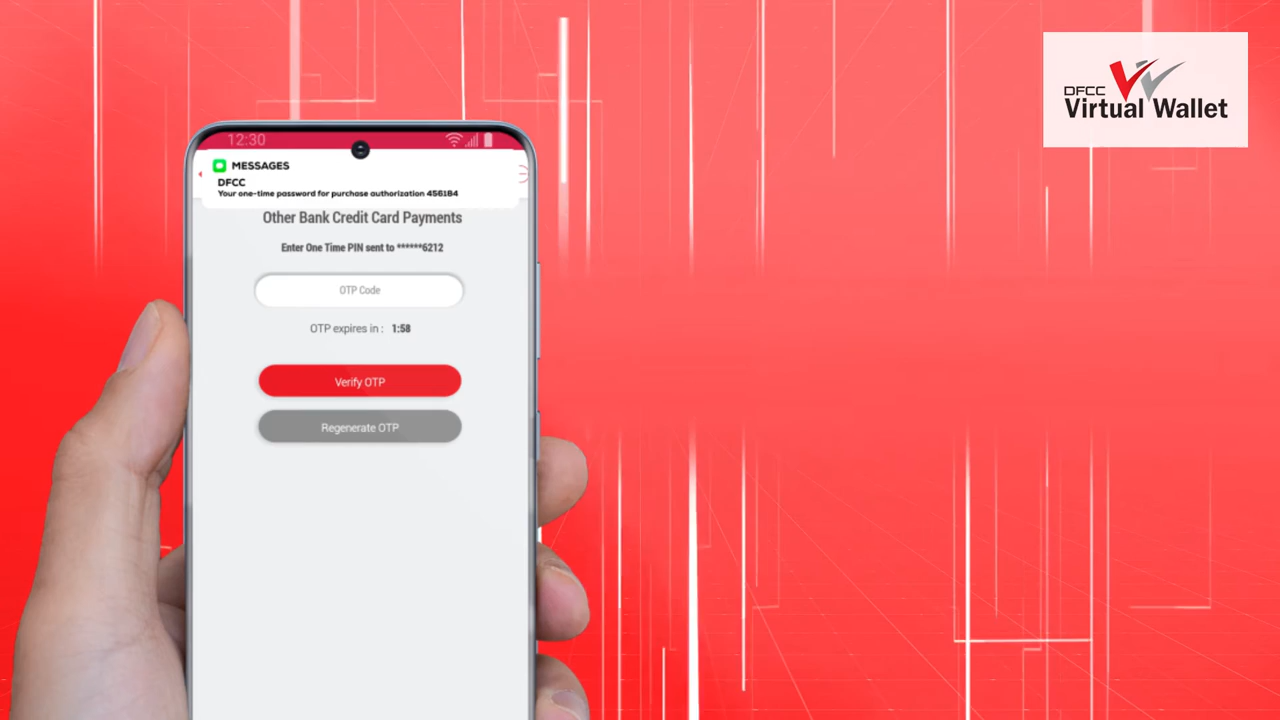 12:30
MESSAGES
DFCC
Your one-time password for purchase authorization 456184
Other Bank Credit Card Payments
Enter One Time PIN sent to ******6212
OTP Code
OTP expires in : 1:58
Verify OTP
Regenerate OTP
DFCC
Virtual Wallet